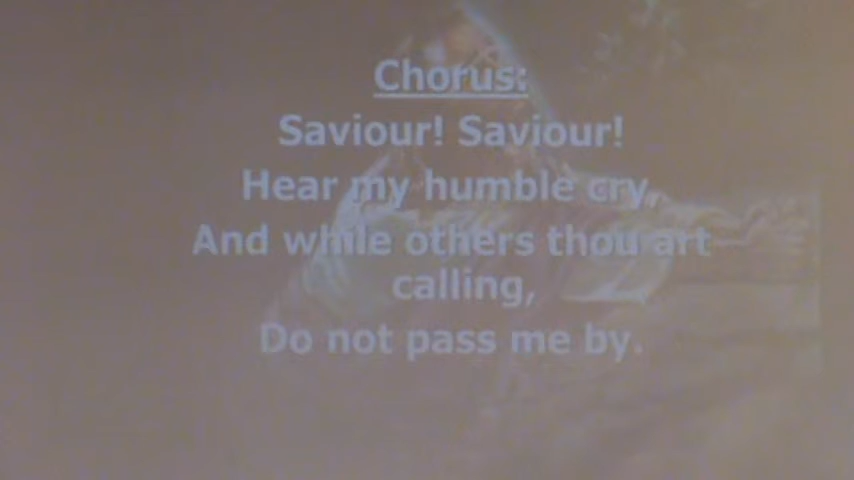 Chorus:
Saviour! Saviour!
Hear my humble cry,
And while others thou art
calling,
Do not pass me by.